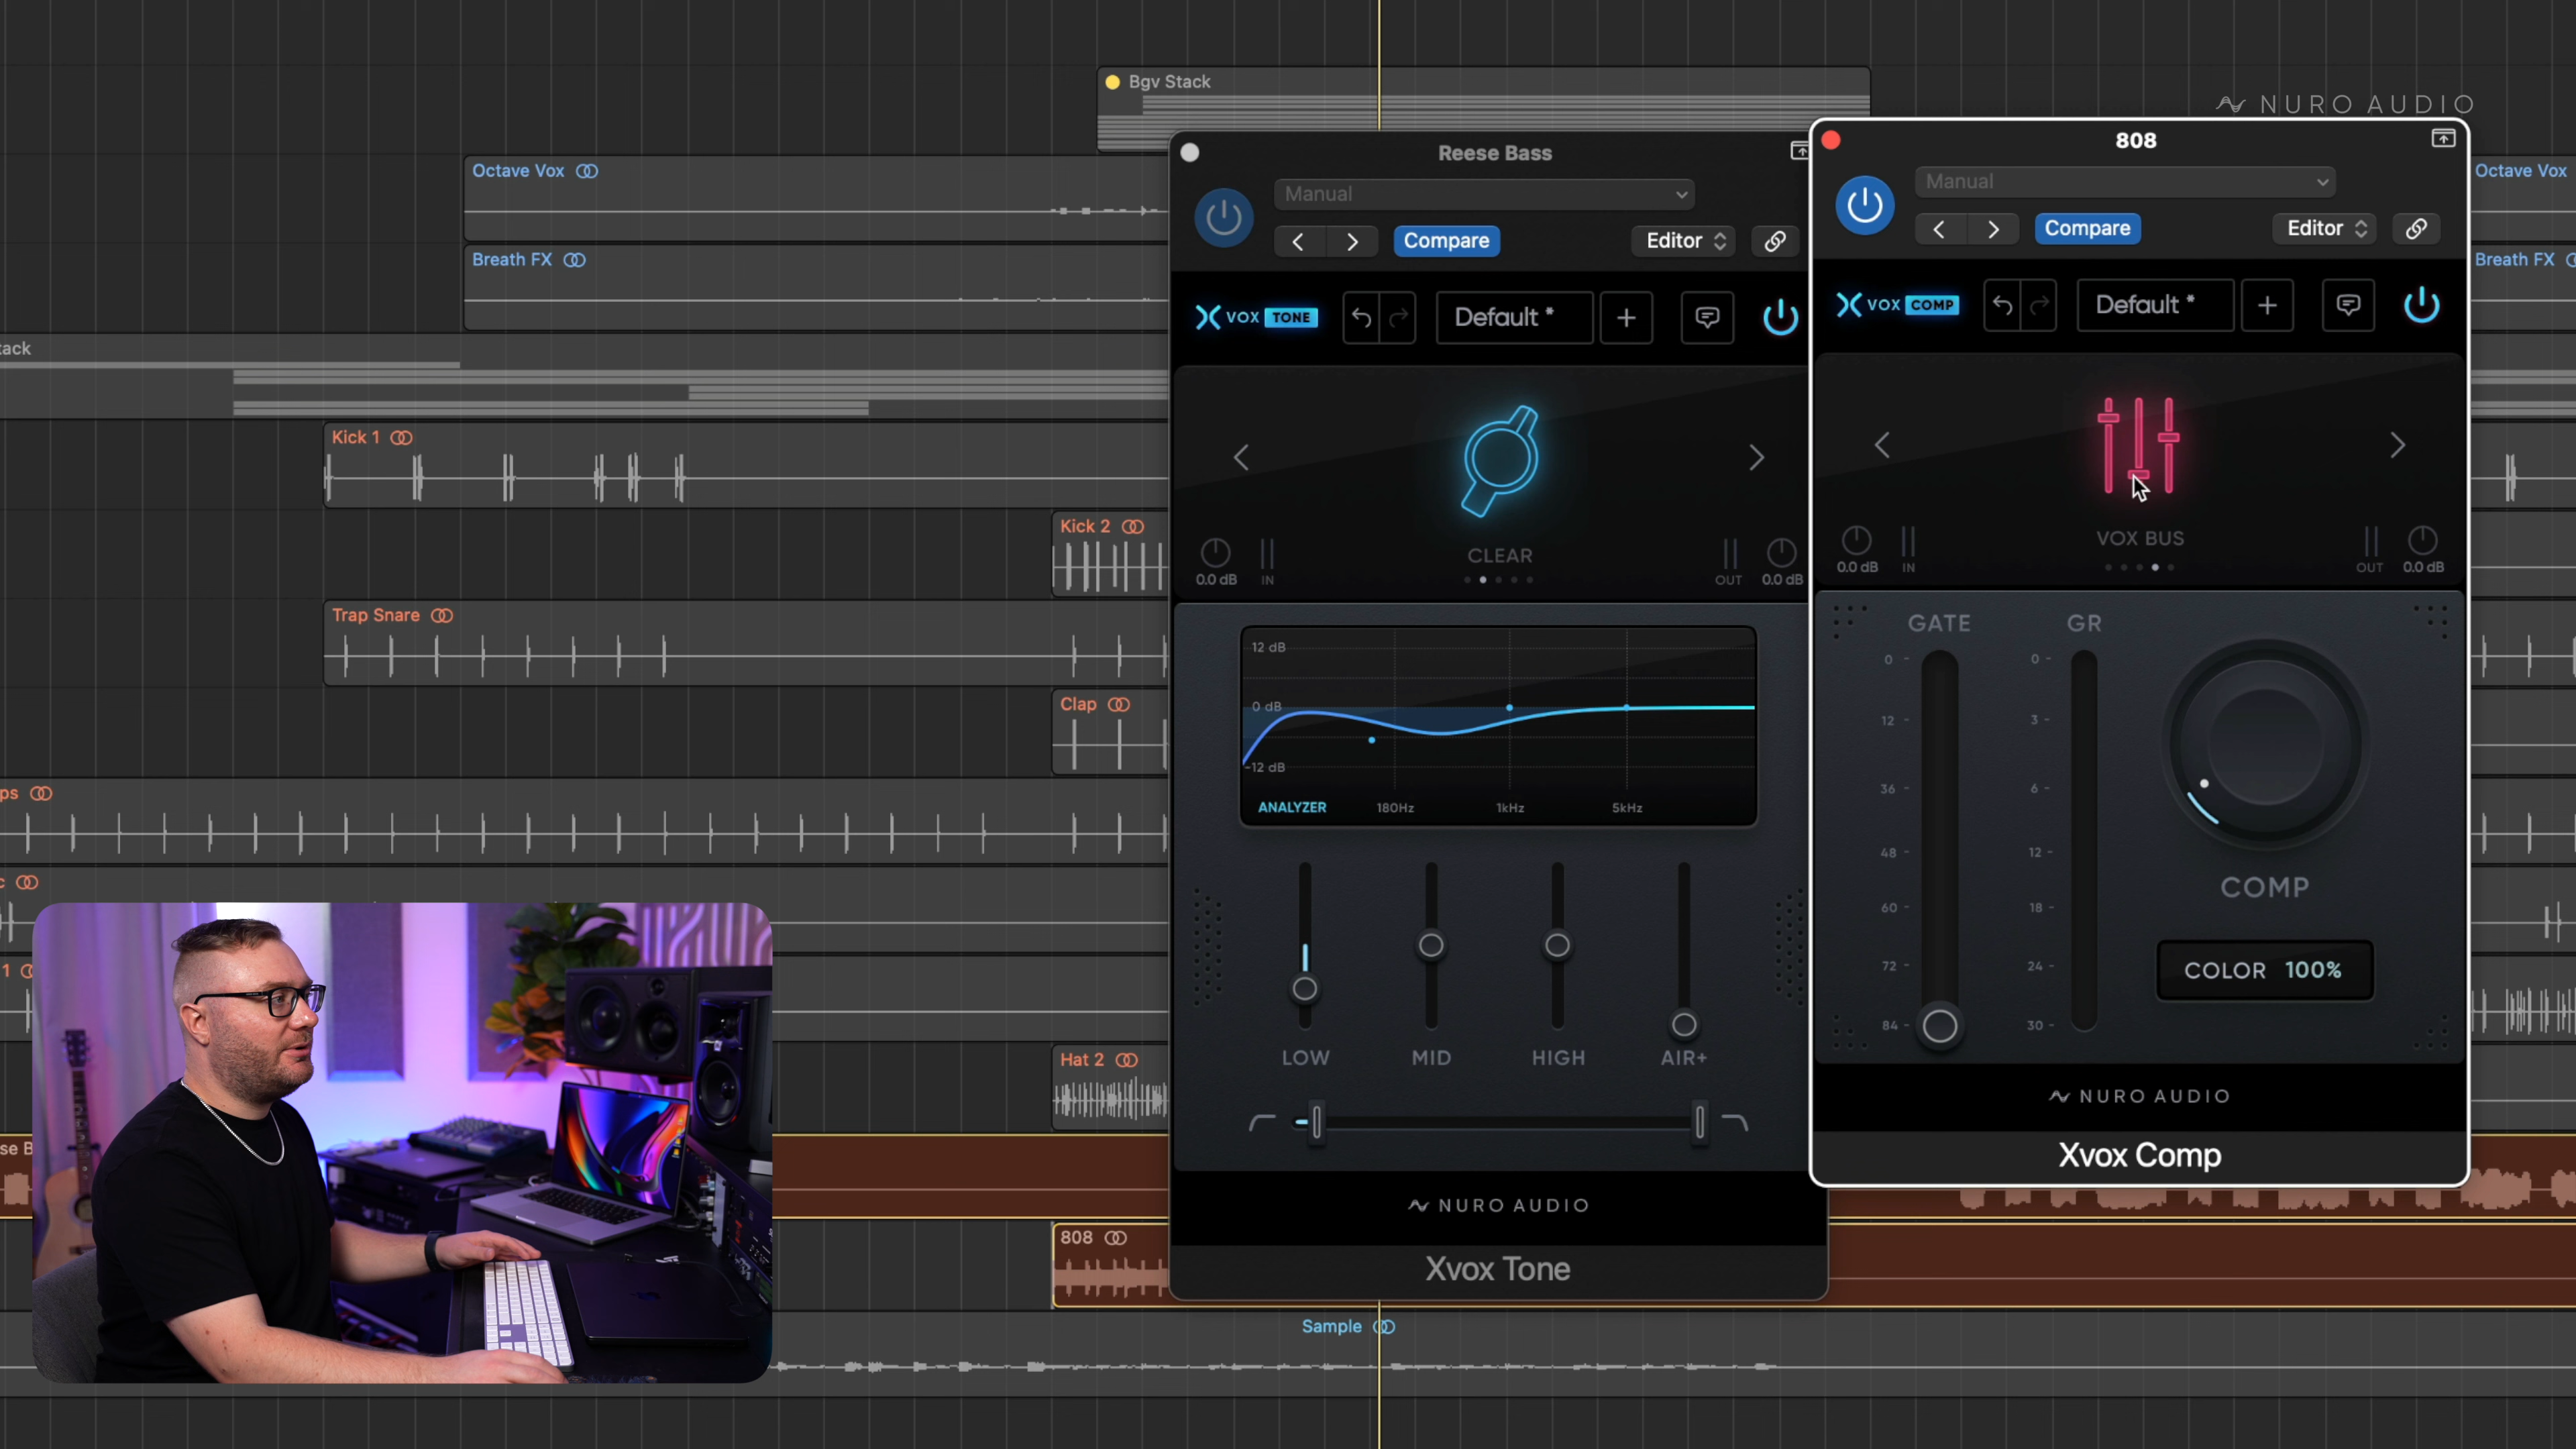 Bgv Stack
NURO AUDIO
Octave Vox
Octave Vox
Breath FX
Breath FX
tack
Kick 1
Kick 2
Trap Snare
Clap
ps
c
1
Hat 2
se B
808
Sample
Reese Bass
Manual
Compare
Editor
VOX TONE
Default *
+
CLEAR
0.0 dB
IN
OUT
0.0 dB
12 dB
0 dB
-12 dB
ANALYZER
180Hz
1kHz
5kHz
LOW
MID
HIGH
AIR+
NURO AUDIO
Xvox Tone
808
Manual
Compare
Editor
VOX COMP
Default *
+
VOX BUS
0.0 dB
IN
OUT
0.0 dB
GATE
0
12
36
48
60
72
84
GR
0
3
6
12
18
24
30
COMP
COLOR 100%
NURO AUDIO
Xvox Comp